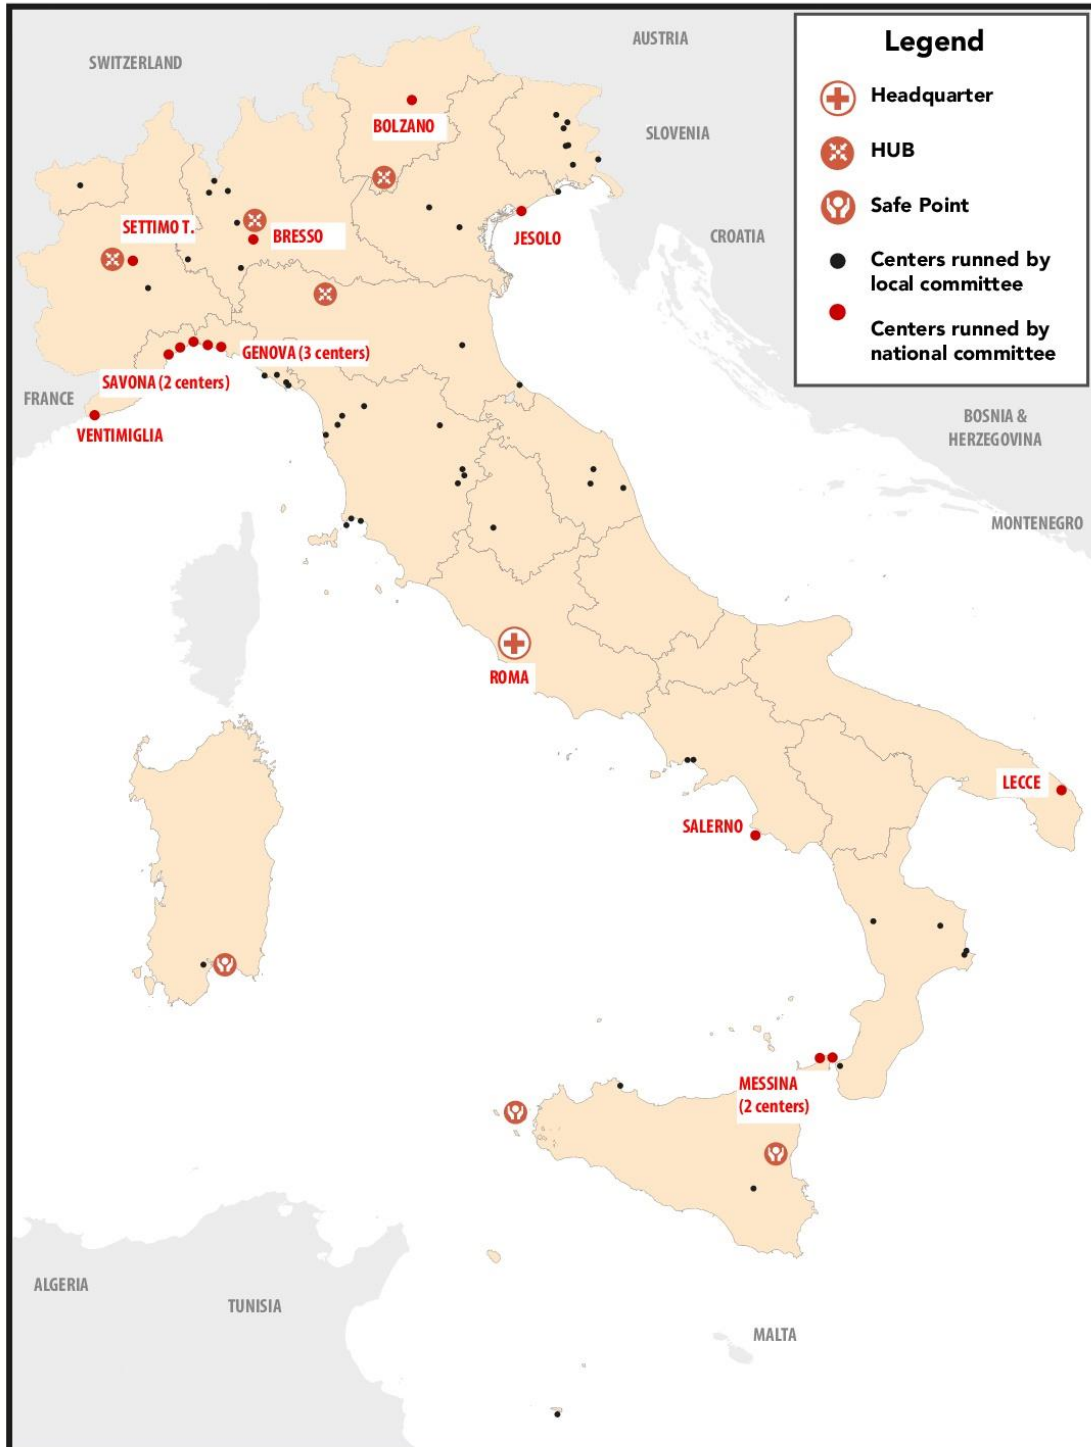 Legend
Headquarter
HUB
Safe Point
Centers runned by
local committee
Centers runned by
national committee
AUSTRIA
SWITZERLAND
BOLZANO
SLOVENIA
SETTIMO T.
BRESSO
JESOLO
CROATIA
GENOVA (3 centers)
SAVONA (2 centers)
FRANCE
VENTIMIGLIA
BOSNIA &
HERZEGOVINA
MONTENEGRO
ROMA
LECCE
SALERNO
MESSINA
(2 centers)
ALGERIA
TUNISIA
MALTA